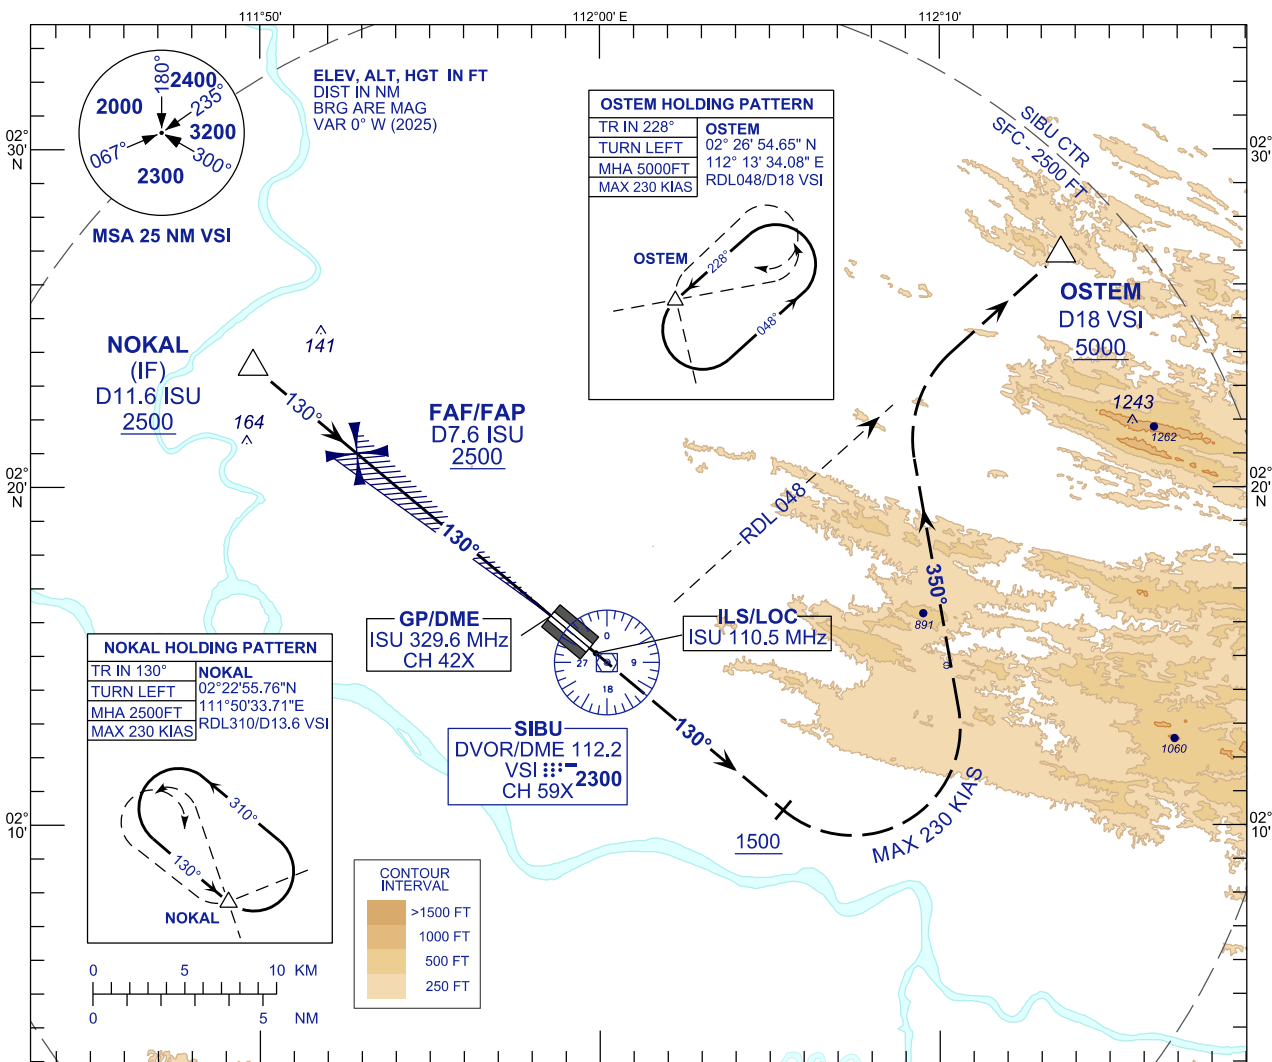 111°50'
112°00' E
112°10'
02°
30'
N
02°
20'
N
02°
10'
02°
30'
02°
20'
N
02°
10'
180°
2400
235°
2000
3200
067°
300°
2300
MSA 25 NM VSI
ELEV, ALT, HGT IN FT
DIST IN NM
BRG ARE MAG
VAR 0° W (2025)
OSTEM HOLDING PATTERN
TR IN 228°
TURN LEFT
MHA 5000FT
MAX 230 KIAS
OSTEM
02° 26' 54.65" N
112° 13' 34.08" E
RDL048/D18 VSI
OSTEM
228°
048°
SIBU CTR
SFC - 2500 FT
OSTEM
D18 VSI
5000
1243
1262
NOKAL
(IF)
D11.6 ISU
2500
141
164
130°
FAF/FAP
D7.6 ISU
2500
130°
RDL 048
350°
891
1060
GP/DME
ISU 329.6 MHz
CH 42X
ILS/LOC
ISU 110.5 MHz
0
9
18
27
SIBU
DVOR/DME 112.2
VSI
CH 59X
2300
130°
1500
MAX 230 KIAS
NOKAL HOLDING PATTERN
TR IN 130°
TURN LEFT
MHA 2500FT
MAX 230 KIAS
NOKAL
02°22'55.76"N
111°50'33.71"E
RDL310/D13.6 VSI
310°
130°
NOKAL
CONTOUR
INTERVAL
>1500 FT
1000 FT
500 FT
250 FT
0 5 10 KM
0 5 NM